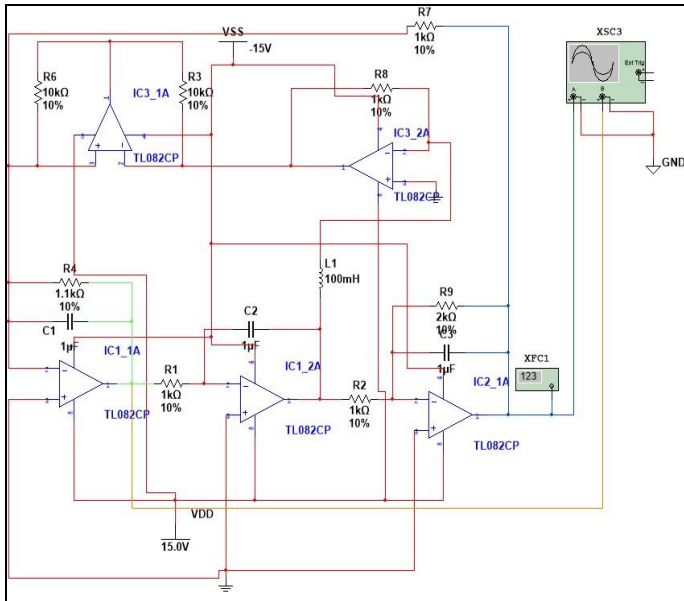 R7
1kΩ
10%
XSC3
Ext Trig
A
B
VSS
-15V
R6
10kΩ
10%
IC3_1A
R3
10kΩ
10%
R8
1kΩ
10%
IC3_2A
TL082CP
TL082CP
GND
L1
100mH
R4
1.1kΩ
10%
C1
1µF
C2
1µF
R9
2kΩ
10%
C3
1µF
XFC1
123
IC1_1A
R1
1kΩ
10%
IC1_2A
R2
1kΩ
10%
IC2_1A
TL082CP
TL082CP
TL082CP
VDD
15.0V